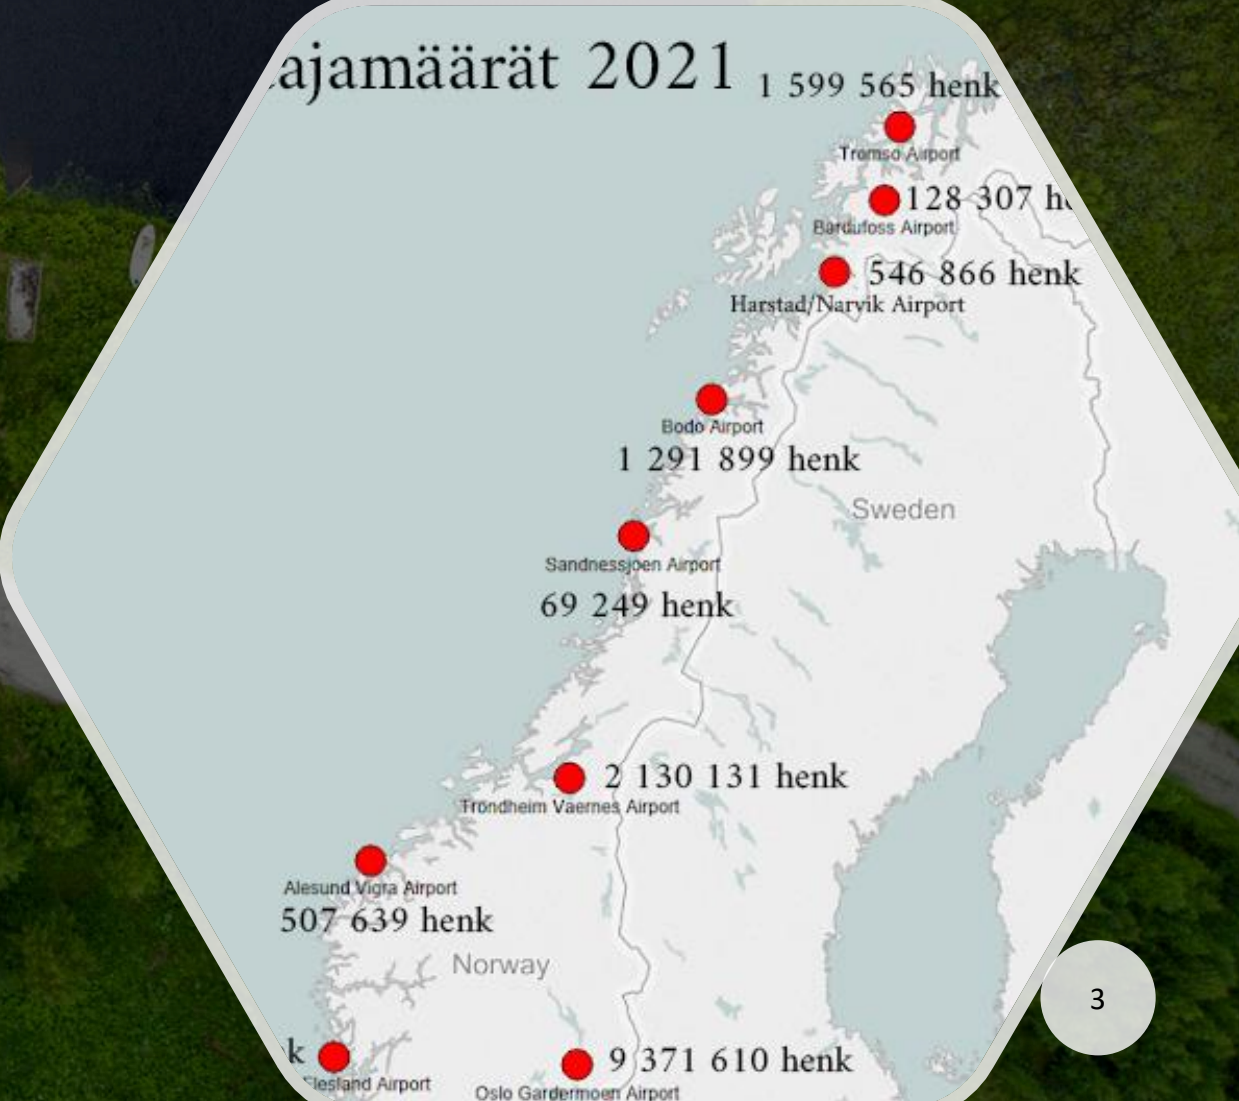 ajamäärät 2021
1 599 565 henk
Tromso Airport
128 307 he
Bardufoss Airport
546 866 henk
Harstad/Narvik Airport
Bodo Airport
1 291 899 henk
Sweden
Sandnessjoen Airport
69 249 henk
2 130 131 henk
Trondheim Vaernes Airport
Alesund Vigra Airport
507 639 henk
Norway
3
k
9 371 610 henk
Flesland Airport
Oslo Gardermoen Airport